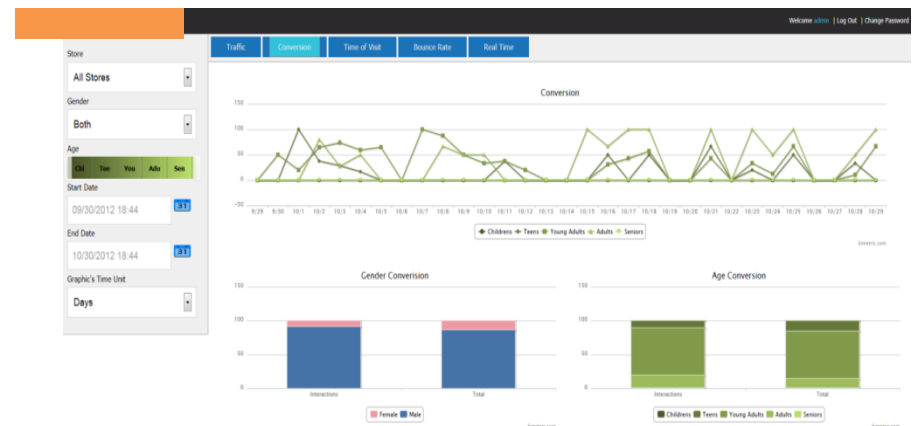 Welcome admin | Log Out | Change Password
Traffic Conversion Time of Visit Bounce Rate Real Time
Store
All Stores
Gender
Both
Age
Chi Tee You Adu Sen
Start Date
09/30/2012 18:44
31
End Date
10/30/2012 18:44
31
Graphic's Time Unit
Days
Conversion
150
100
50
0
-50
9/29 9/30 10/1 10/2 10/3 10/4 10/5 10/6 10/7 10/8 10/9 10/10 10/11 10/12 10/13 10/14 10/15 10/16 10/17 10/18 10/19 10/20 10/21 10/22 10/23 10/24 10/25 10/26 10/27 10/28 10/29
Childrens Teens Young Adults Adults Seniors
Gender Converision
150
100
50
0
Interactions Total
Female Male
Age Conversion
150
100
50
0
Interactions Total
Childrens Teens Young Adults Adults Seniors